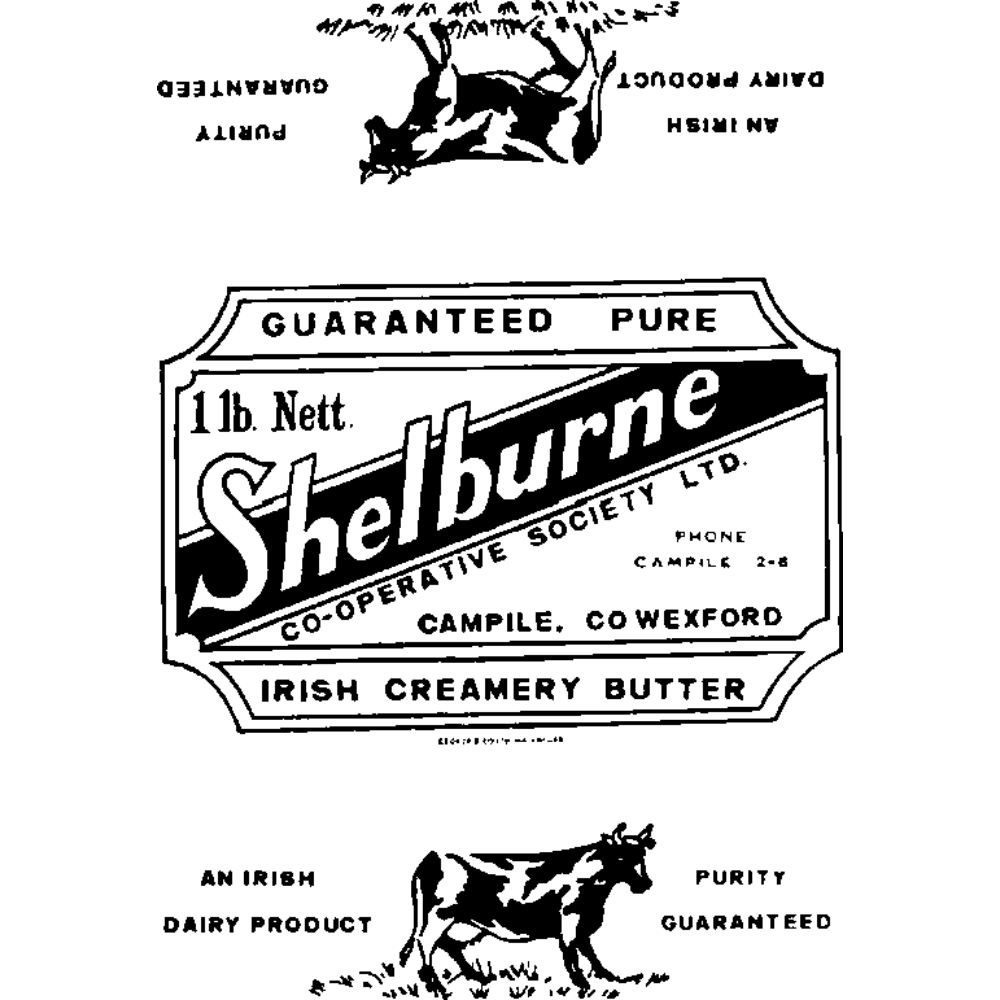 AN IRISH
DAIRY PRODUCT
PURITY
GUARANTEED
GUARANTEED PURE
1 lb. Nett.
Shelburne
CO-OPERATIVE SOCIETY LTD.
PHONE
CAMPILE 2-8
CAMPILE, CO WEXFORD
IRISH CREAMERY BUTTER
AN IRISH
DAIRY PRODUCT
PURITY
GUARANTEED